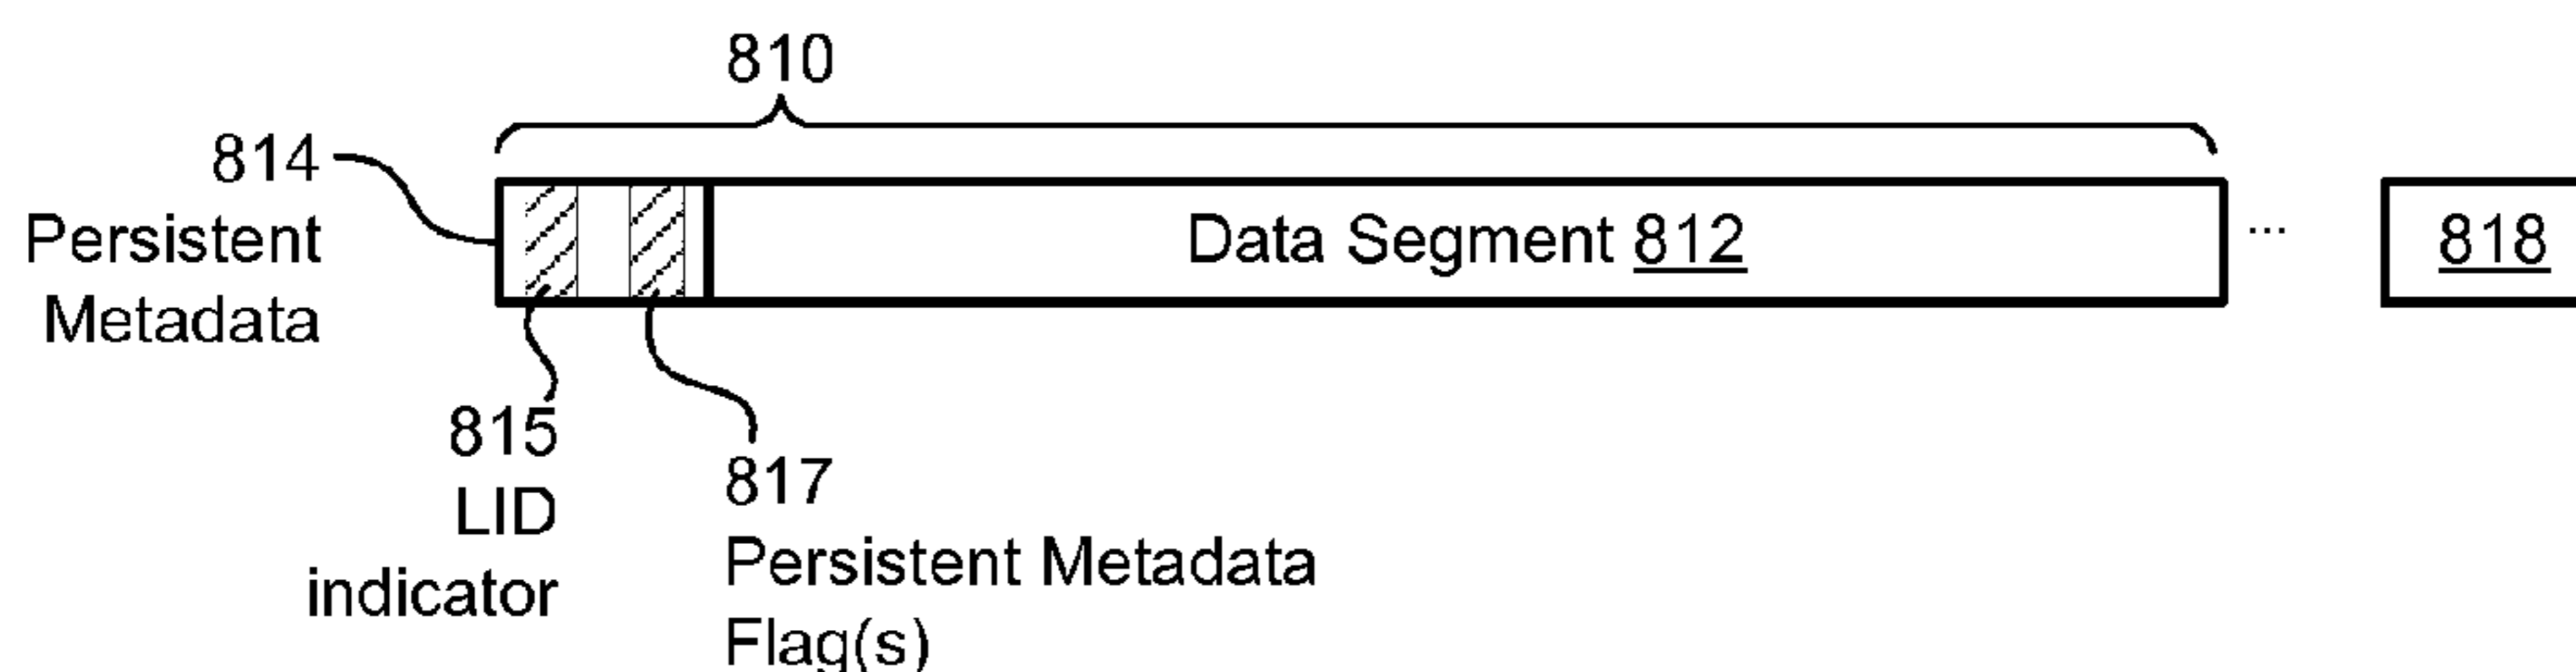 810
814
Persistent
Metadata
Data Segment 812
...
818
815
LID
indicator
817
Persistent Metadata
Flag(s)